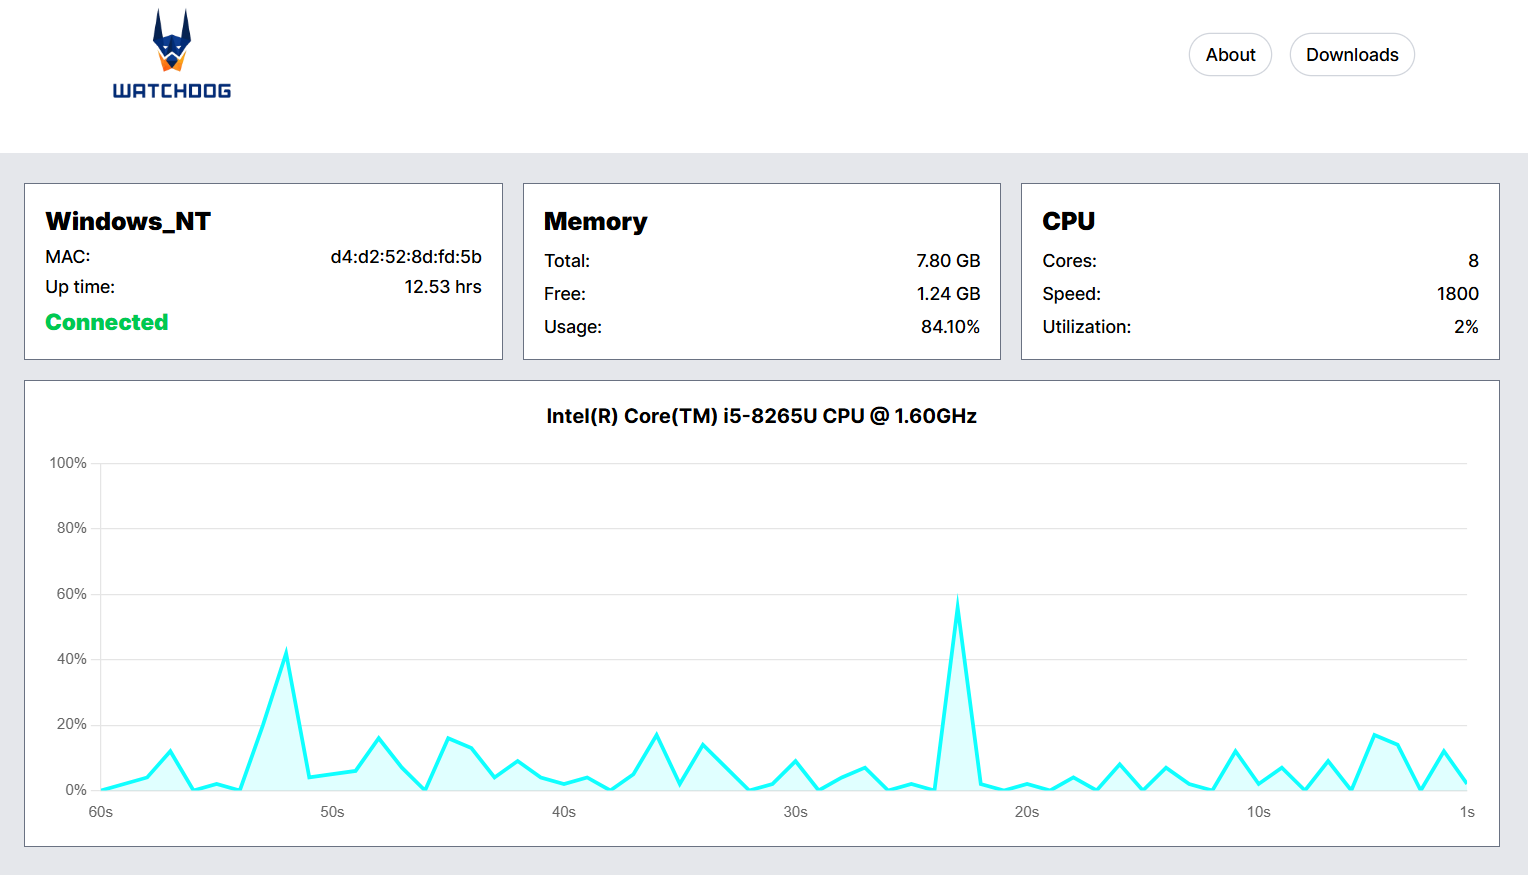 WATCHDOG
About
Downloads
Windows_NT
MAC: d4:d2:52:8d:fd:5b
Up time: 12.53 hrs
Connected
Memory
Total: 7.80 GB
Free: 1.24 GB
Usage: 84.10%
CPU
Cores: 8
Speed: 1800
Utilization: 2%
Intel(R) Core(TM) i5-8265U CPU @ 1.60GHz
100%
80%
60%
40%
20%
0%
60s 50s 40s 30s 20s 10s 1s